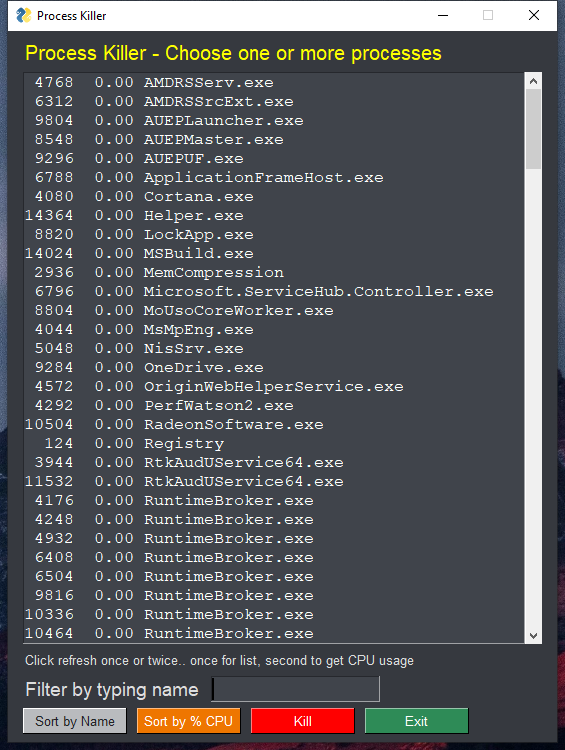 Process Killer
Process Killer - Choose one or more processes
4768 0.00 AMDRSServ.exe
6312 0.00 AMDRSSrcExt.exe
9804 0.00 AUEPLauncher.exe
8548 0.00 AUEPMaster.exe
9296 0.00 AUEPUF.exe
6788 0.00 ApplicationFrameHost.exe
4080 0.00 Cortana.exe
14364 0.00 Helper.exe
8820 0.00 LockApp.exe
14024 0.00 MSBuild.exe
2936 0.00 MemCompression
6796 0.00 Microsoft.ServiceHub.Controller.exe
8804 0.00 MoUsoCoreWorker.exe
4044 0.00 MsMpEng.exe
5048 0.00 NisSrv.exe
9284 0.00 OneDrive.exe
4572 0.00 OriginWebHelperService.exe
4292 0.00 PerfWatson2.exe
10504 0.00 RadeonSoftware.exe
124 0.00 Registry
3944 0.00 RtkAudUService64.exe
11532 0.00 RtkAudUService64.exe
4176 0.00 RuntimeBroker.exe
4248 0.00 RuntimeBroker.exe
4932 0.00 RuntimeBroker.exe
6408 0.00 RuntimeBroker.exe
6504 0.00 RuntimeBroker.exe
9816 0.00 RuntimeBroker.exe
10336 0.00 RuntimeBroker.exe
10464 0.00 RuntimeBroker.exe
Click refresh once or twice.. once for list, second to get CPU usage
Filter by typing name
Sort by Name Sort by % CPU Kill Exit